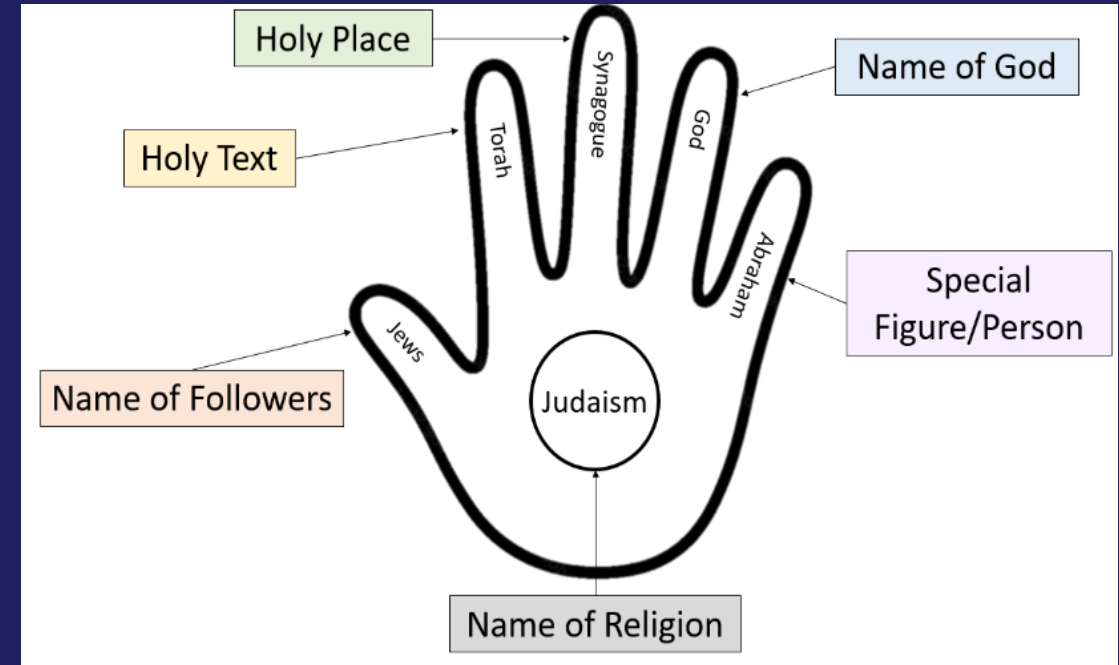 Holy Place
Name of God
Holy Text
Synagogue
Torah
God
Abraham
Special
Figure/Person
Jews
Name of Followers
Judaism
Name of Religion